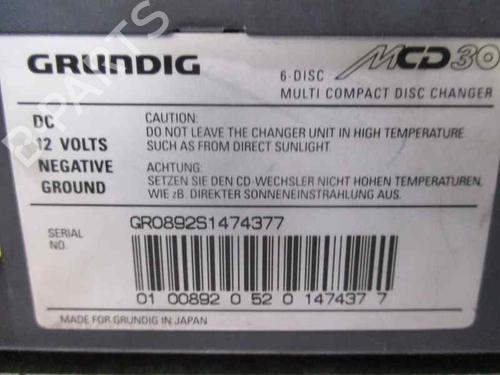 GRUNDIG
MCD30
6-DISC
MULTI COMPACT DISC CHANGER
DC
12 VOLTS
NEGATIVE
GROUND
CAUTION:
DO NOT LEAVE THE CHANGER UNIT IN HIGH TEMPERATURE
SUCH AS FROM DIRECT SUNLIGHT.
ACHTUNG:
SETZEN SIE DEN CD-WECHSLER NICHT HOHEN TEMPERATUREN,
WIE zB DIREKTER SONNENEINSTRAHLUNG AUS.
SERIAL
NO.
GR0892S1474377
01 00892 0 52 0 147437 7
MADE FOR GRUNDIG IN JAPAN
B-PARTS